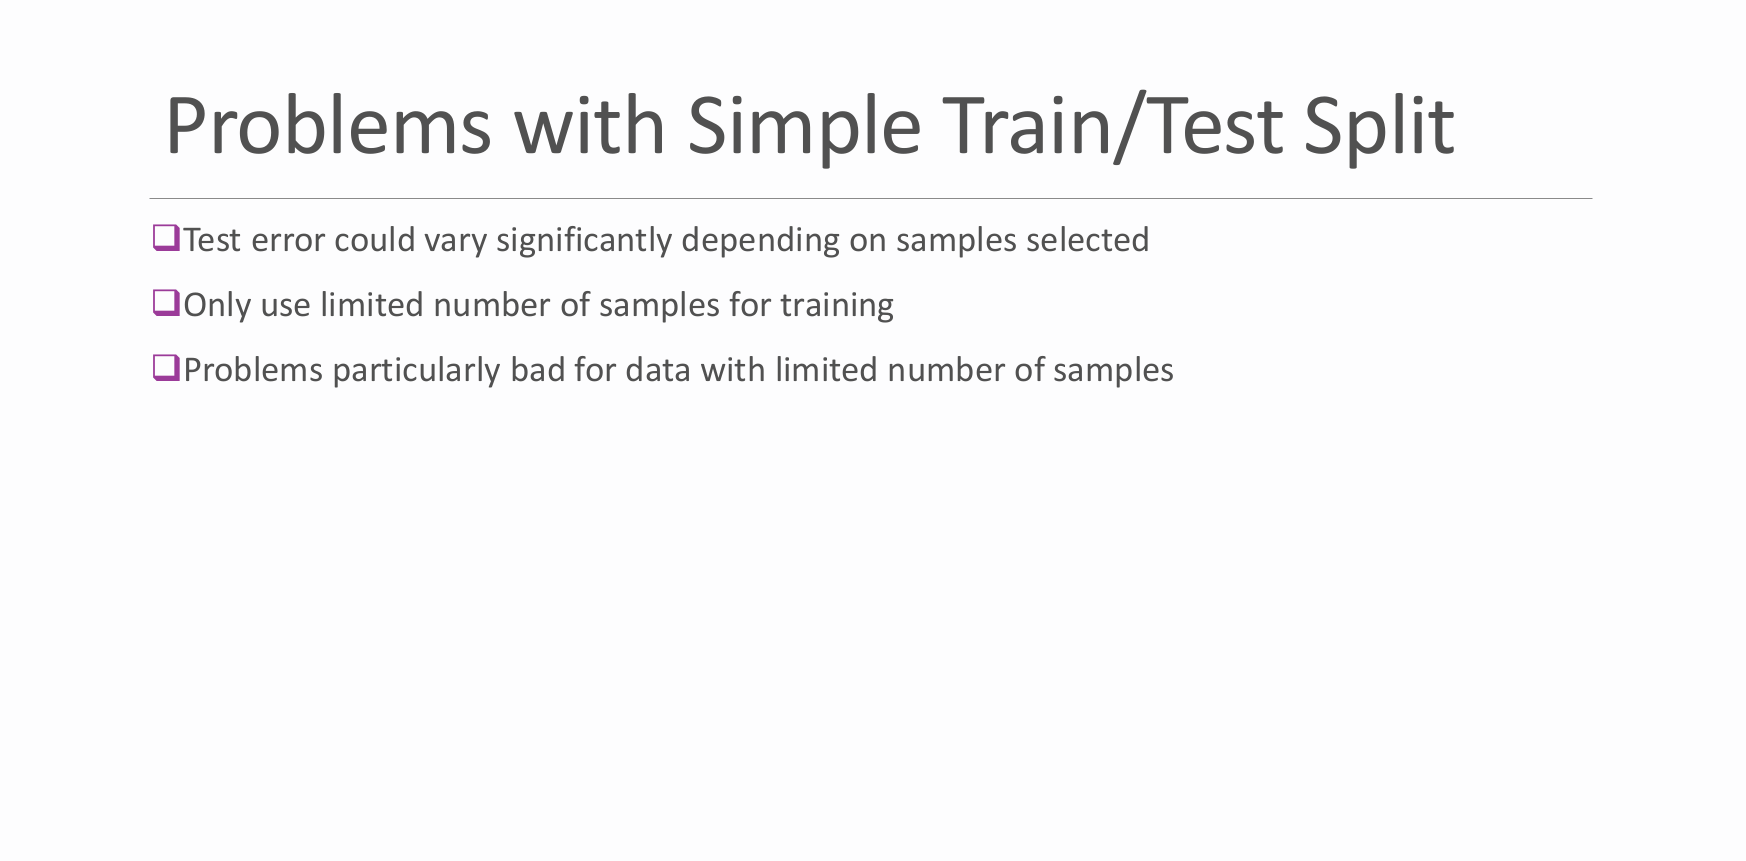 Problems with Simple Train/Test Split
Test error could vary significantly depending on samples selected
Only use limited number of samples for training
Problems particularly bad for data with limited number of samples